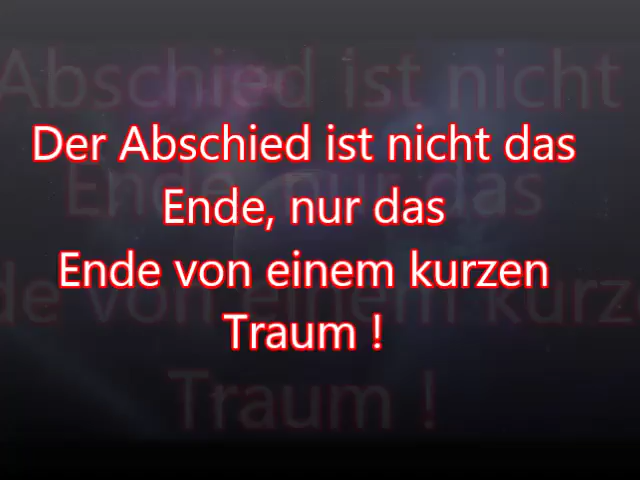 Der Abschied ist nicht das
Ende, nur das
Ende von einem kurzen
Traum !